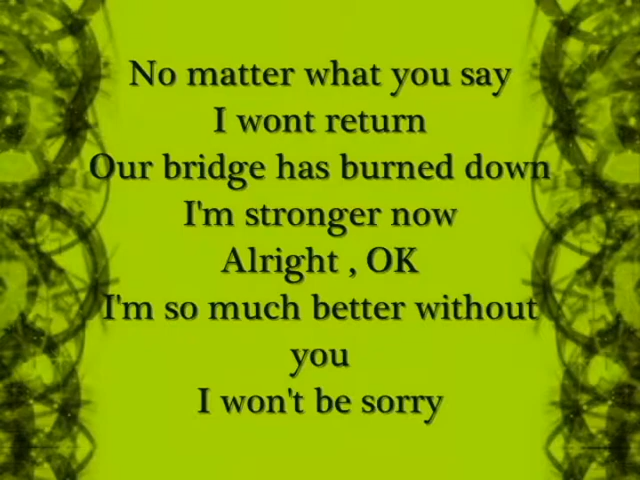 No matter what you say
I wont return
Our bridge has burned down
I'm stronger now
Alright , OK
I'm so much better without
you
I won't be sorry